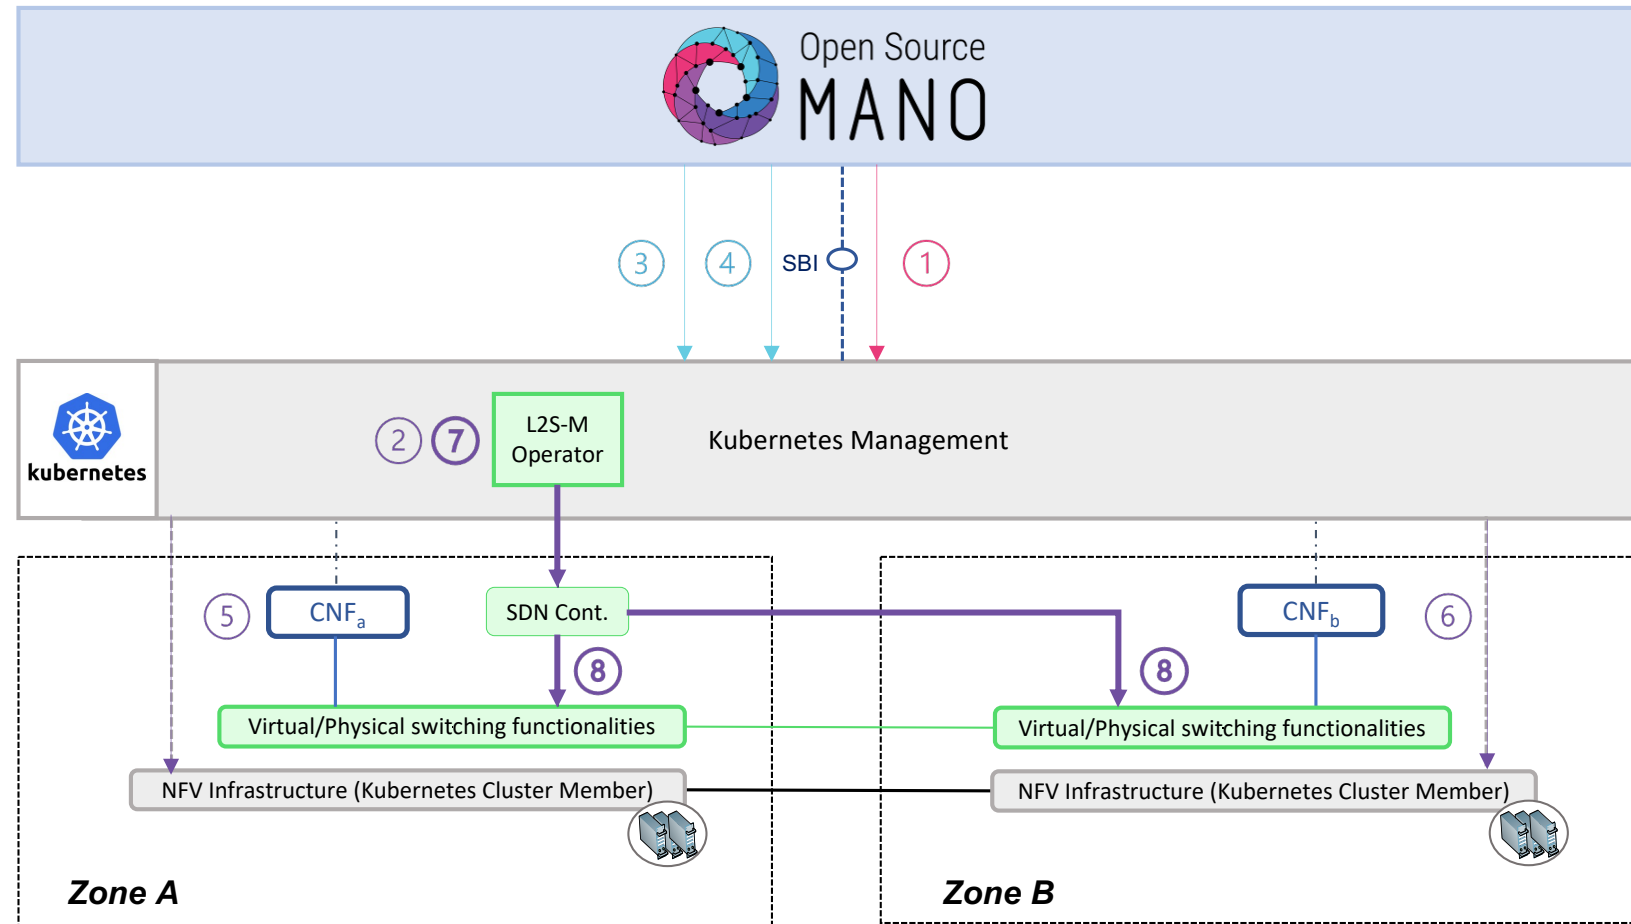 Open Source
MANO
3
4
SBI
1
kubernetes
2
7
L2S-M
Operator
Kubernetes Management
5
CNFa
SDN Cont.
CNFb
6
8
8
Virtual/Physical switching functionalities
Virtual/Physical switching functionalities
NFV Infrastructure (Kubernetes Cluster Member)
NFV Infrastructure (Kubernetes Cluster Member)
Zone A
Zone B